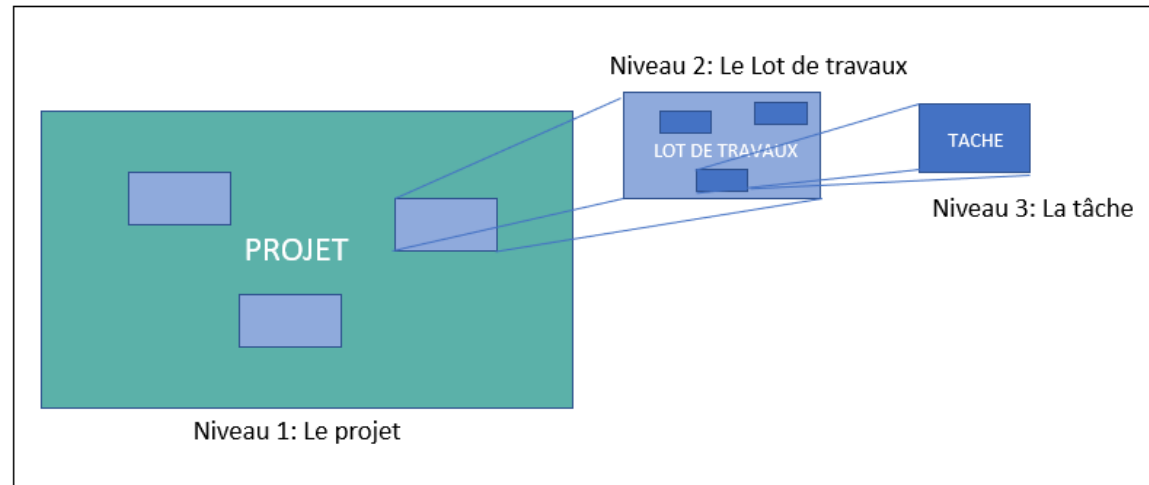 Niveau 2: Le Lot de travaux
LOT DE TRAVAUX
TACHE
Niveau 3: La tâche
PROJET
Niveau 1: Le projet